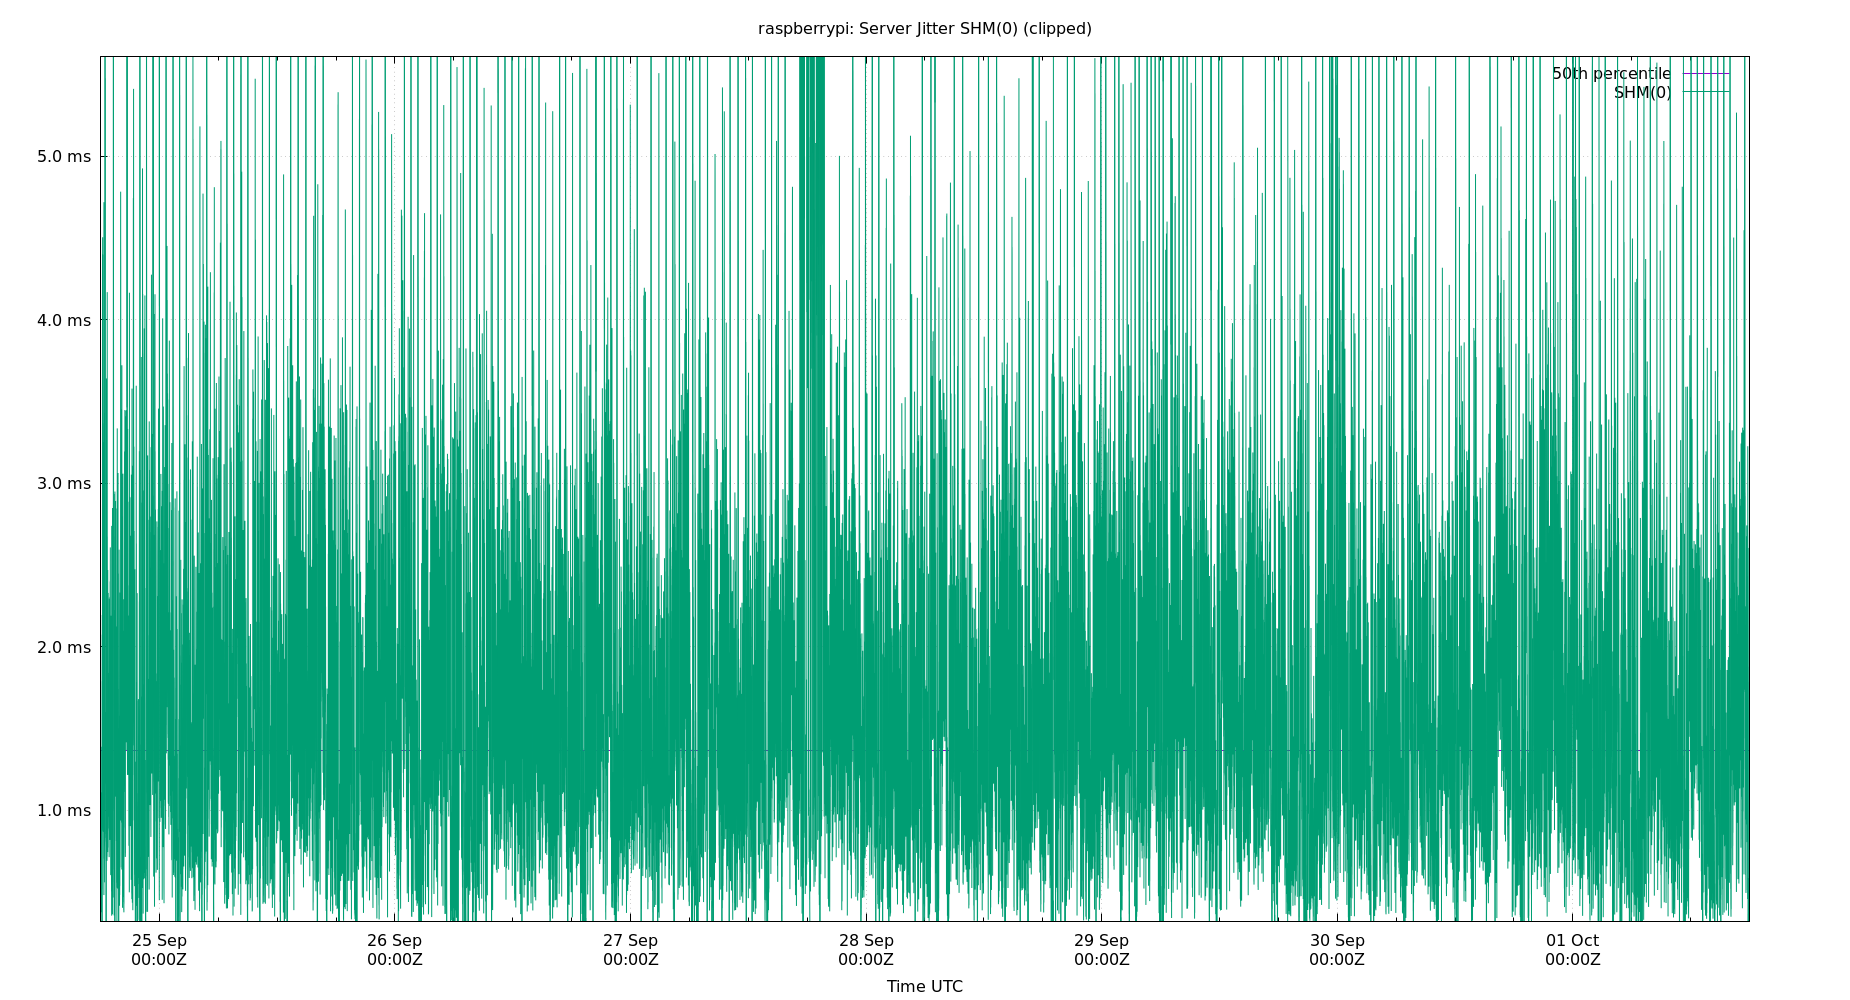 raspberrypi: Server Jitter SHM(0) (clipped)
50th percentile
SHM(0)
5.0 ms
4.0 ms
3.0 ms
2.0 ms
1.0 ms
25 Sep 26 Sep 27 Sep 28 Sep 29 Sep 30 Sep 01 Oct
00:00Z 00:00Z 00:00Z 00:00Z 00:00Z 00:00Z 00:00Z
Time UTC